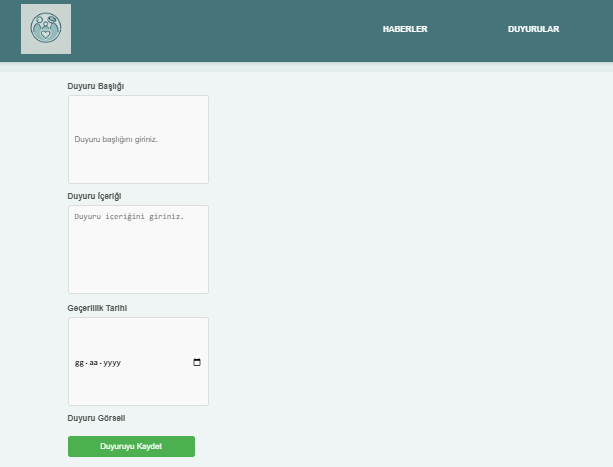 HABERLER DUYURULAR
Duyuru Başlığı
Duyuru başlığını giriniz.
Duyuru İçeriği
Duyuru içeriğini giriniz.
Geçerlilik Tarihi
gg-aa-yyyy
Duyuru Görseli
Duyuruyu Kaydet